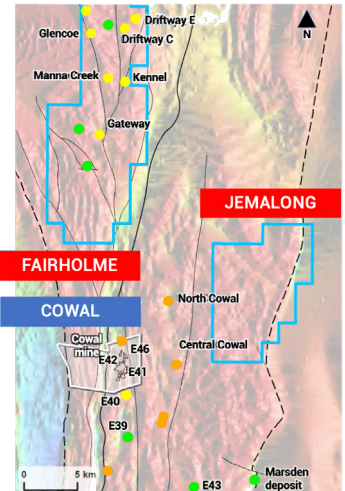 Driftway E
Glencoe
Driftway C
N
Manna Creek
Kennel
Gateway
JEMALONG
FAIRHOLME
North Cowal
COWAL
Cowal
mine
E46
Central Cowal
E42
E41
E40
E39
Marsden
deposit
0
5 km
E43